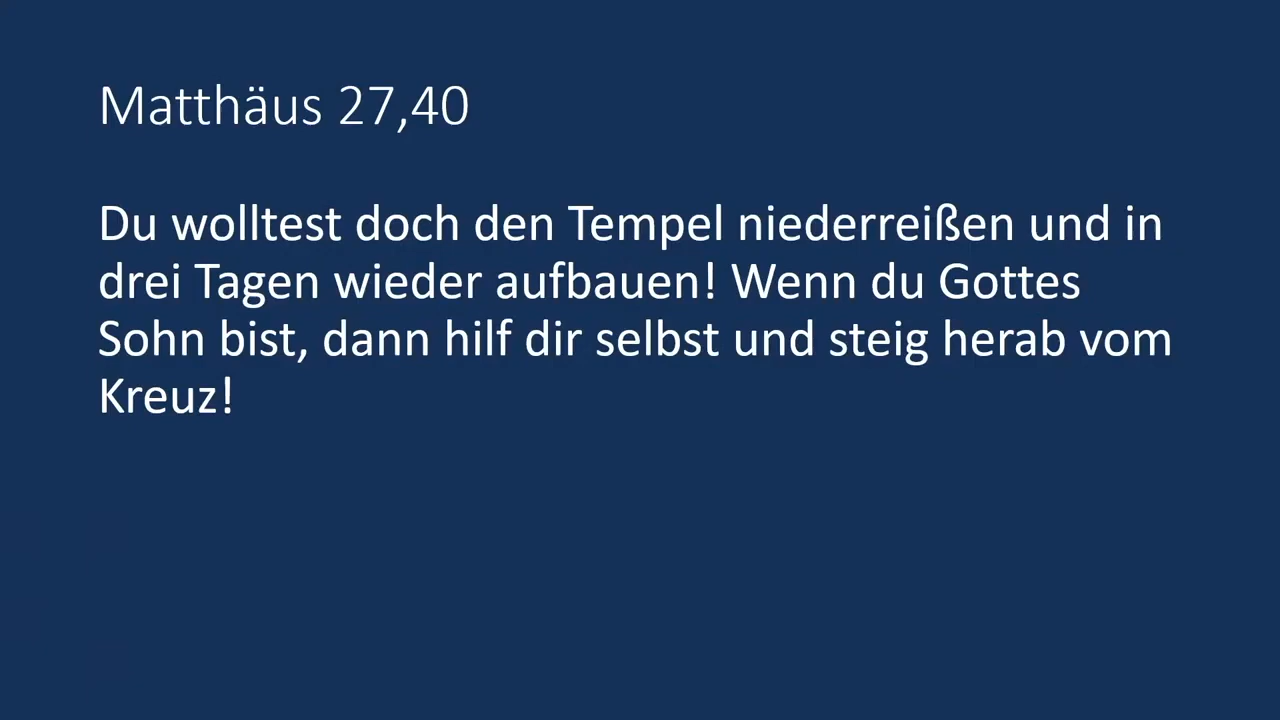 Matthäus 27,40
Du wolltest doch den Tempel niederreißen und in
drei Tagen wieder aufbauen! Wenn du Gottes
Sohn bist, dann hilf dir selbst und steig herab vom
Kreuz!